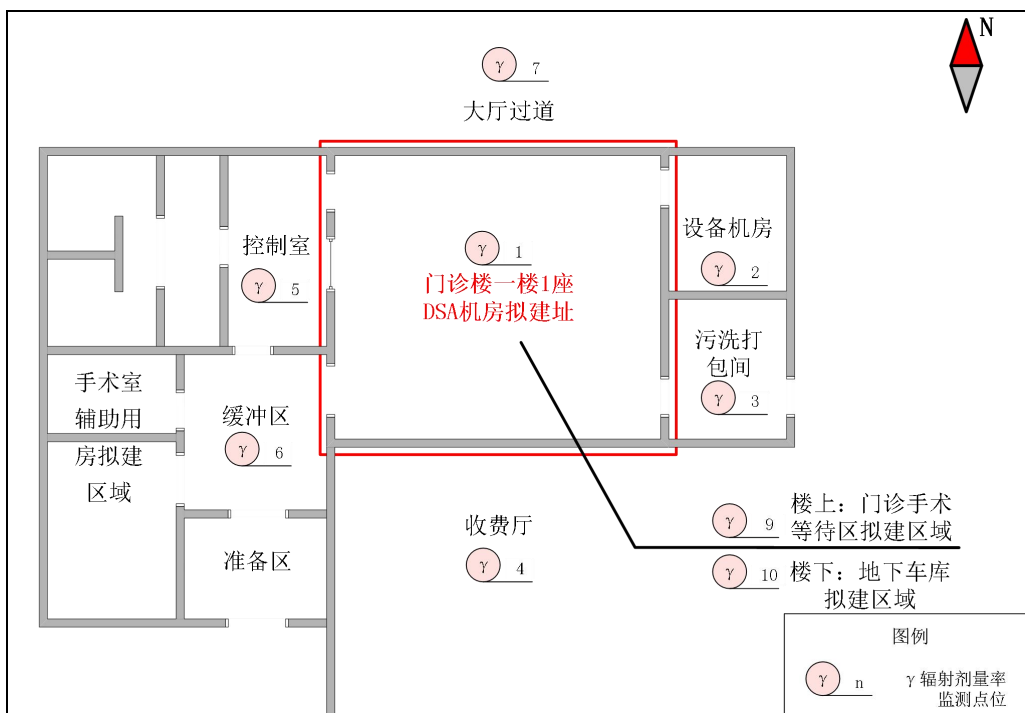 N
γ 7
大厅过道
控制室
γ 5
γ 1
门诊楼一楼1座
DSA机房拟建址
设备机房
γ 2
污洗打
包间
γ 3
手术室
辅助用
房拟建
区域
缓冲区
γ 6
准备区
收费厅
γ 4
γ 9
楼上：门诊手术
等待区拟建区域
γ 10
楼下：地下车库
拟建区域
图例
γ n
γ辐射剂量率
监测点位